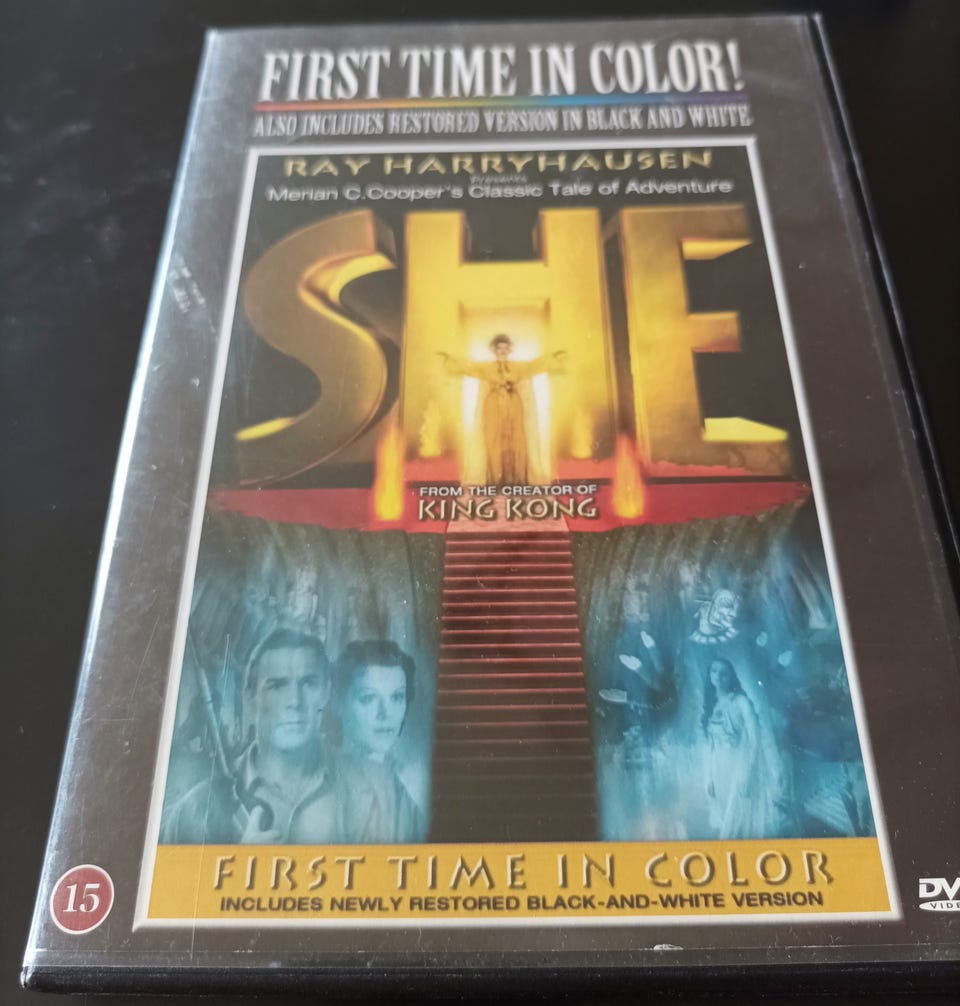 FIRST TIME IN COLOR!
ALSO INCLUDES RESTORED VERSION IN BLACK AND WHITE
RAY HARRYHAUSEN
Presents
Merian C.Cooper's Classic Tale of Adventure
SHE
FROM THE CREATOR OF
KING KONG
FIRST TIME IN COLOR
INCLUDES NEWLY RESTORED BLACK-AND-WHITE VERSION
15
DV
VIDE